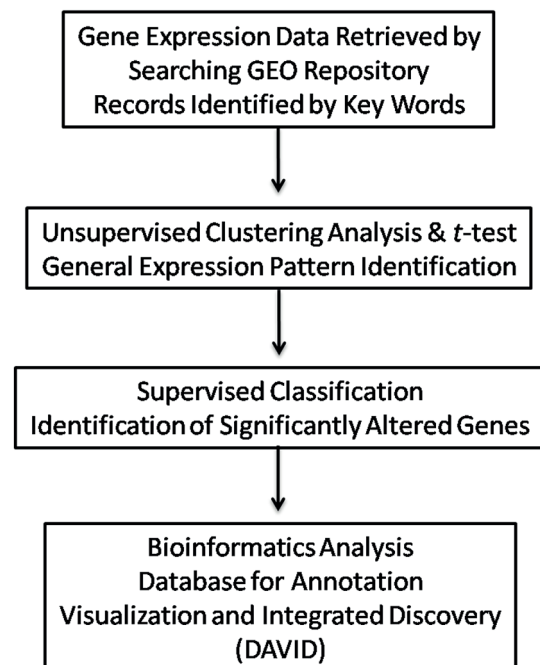 Gene Expression Data Retrieved by
Searching GEO Repository
Records Identified by Key Words
Unsupervised Clustering Analysis & t-test
General Expression Pattern Identification
Supervised Classification
Identification of Significantly Altered Genes
Bioinformatics Analysis
Database for Annotation
Visualization and Integrated Discovery
(DAVID)